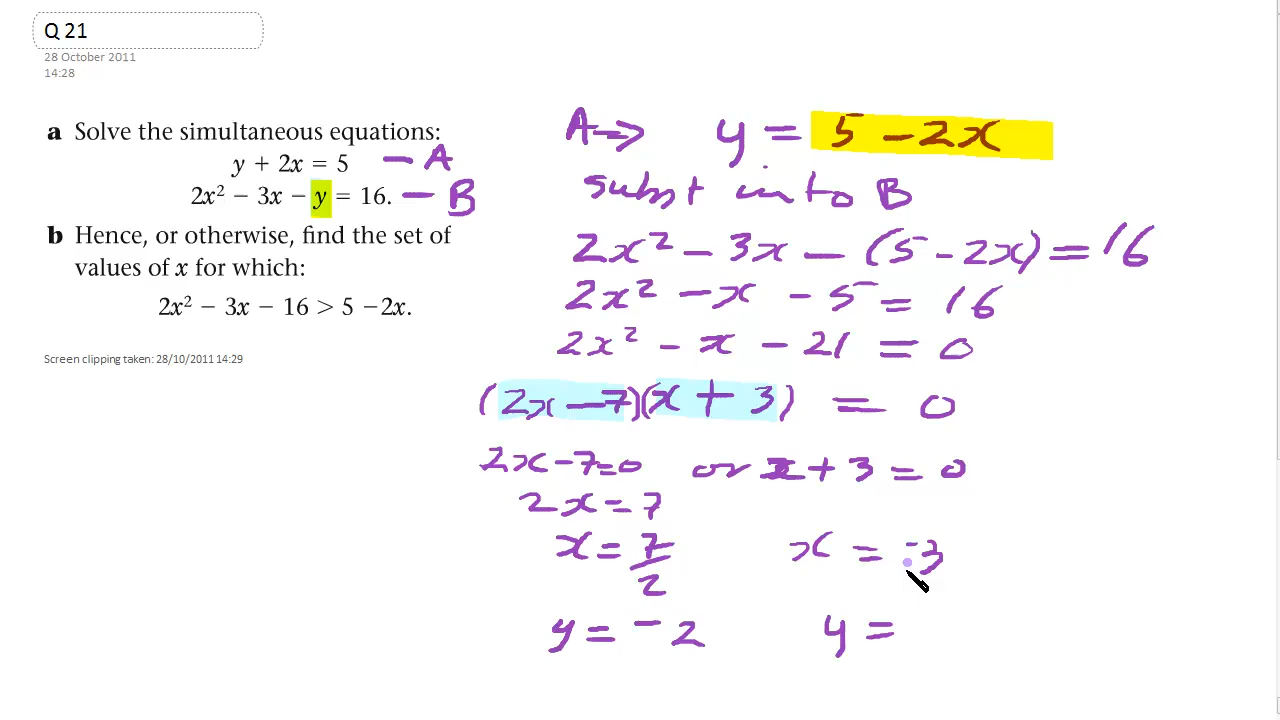 Q 21
28 October 2011
14:28
a Solve the simultaneous equations:
y + 2x = 5 – A
2x² − 3x − y = 16. – B
b Hence, or otherwise, find the set of
values of x for which:
2x² − 3x − 16 > 5 −2x.
Screen clipping taken: 28/10/2011 14:29
A => y = 5 − 2x
subst into B
2x² − 3x − (5 − 2x) = 16
2x² − x − 5 = 16
2x² − x − 21 = 0
(2x − 7)(x + 3) = 0
2x − 7 = 0 or x + 3 = 0
2x = 7
x = 7/2 x = -3
y = -2 y =